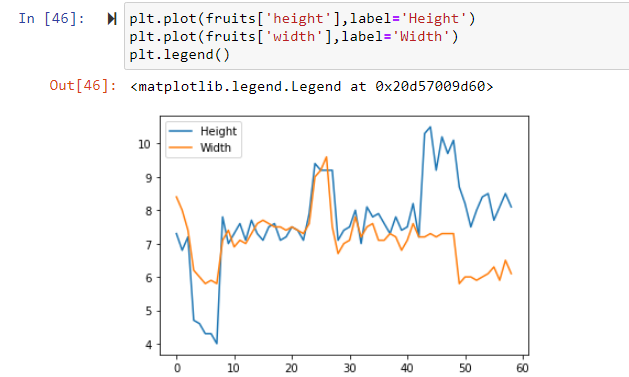 In [46]: plt.plot(fruits['height'],label='Height')
plt.plot(fruits['width'],label='Width')
plt.legend()
Out[46]: <matplotlib.legend.Legend at 0x20d57009d60>
Height
Width
10
9
8
7
6
5
4
0 10 20 30 40 50 60